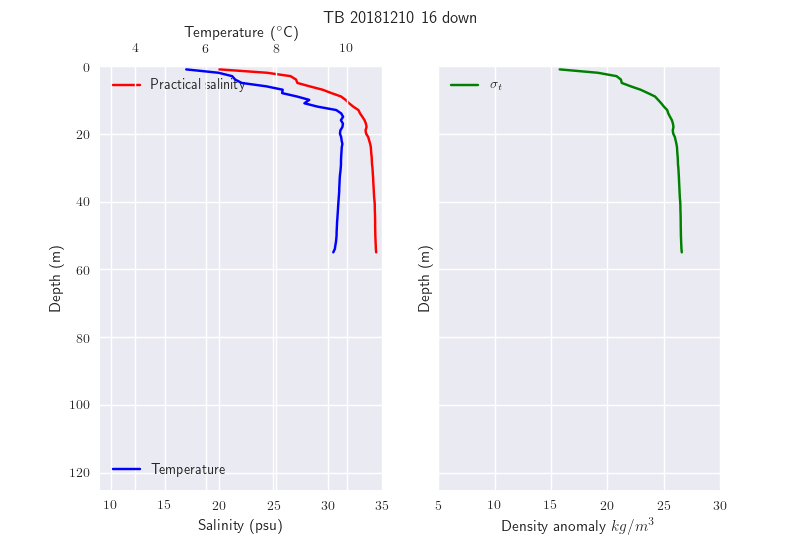 TB 20181210 16 down
Temperature (°C)
4 6 8 10
Practical salinity
Temperature
0
20
40
60
80
100
120
Depth (m)
10 15 20 25 30 35
Salinity (psu)
σt
Depth (m)
5 10 15 20 25 30
Density anomaly kg/m³